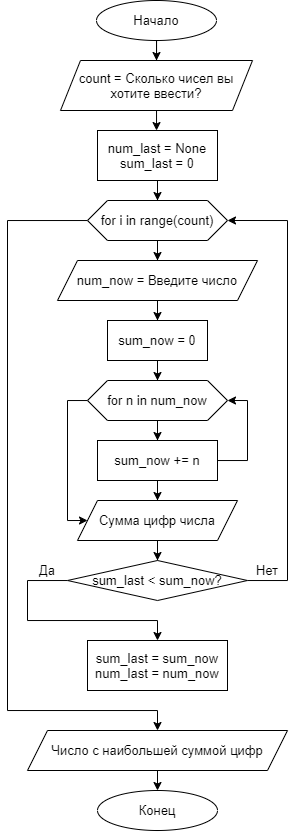 Начало
count = Сколько чисел вы
хотите ввести?
num_last = None
sum_last = 0
for i in range(count)
num_now = Введите число
sum_now = 0
for n in num_now
sum_now += n
Сумма цифр числа
Да
sum_last < sum_now?
Нет
sum_last = sum_now
num_last = num_now
Число с наибольшей суммой цифр
Конец